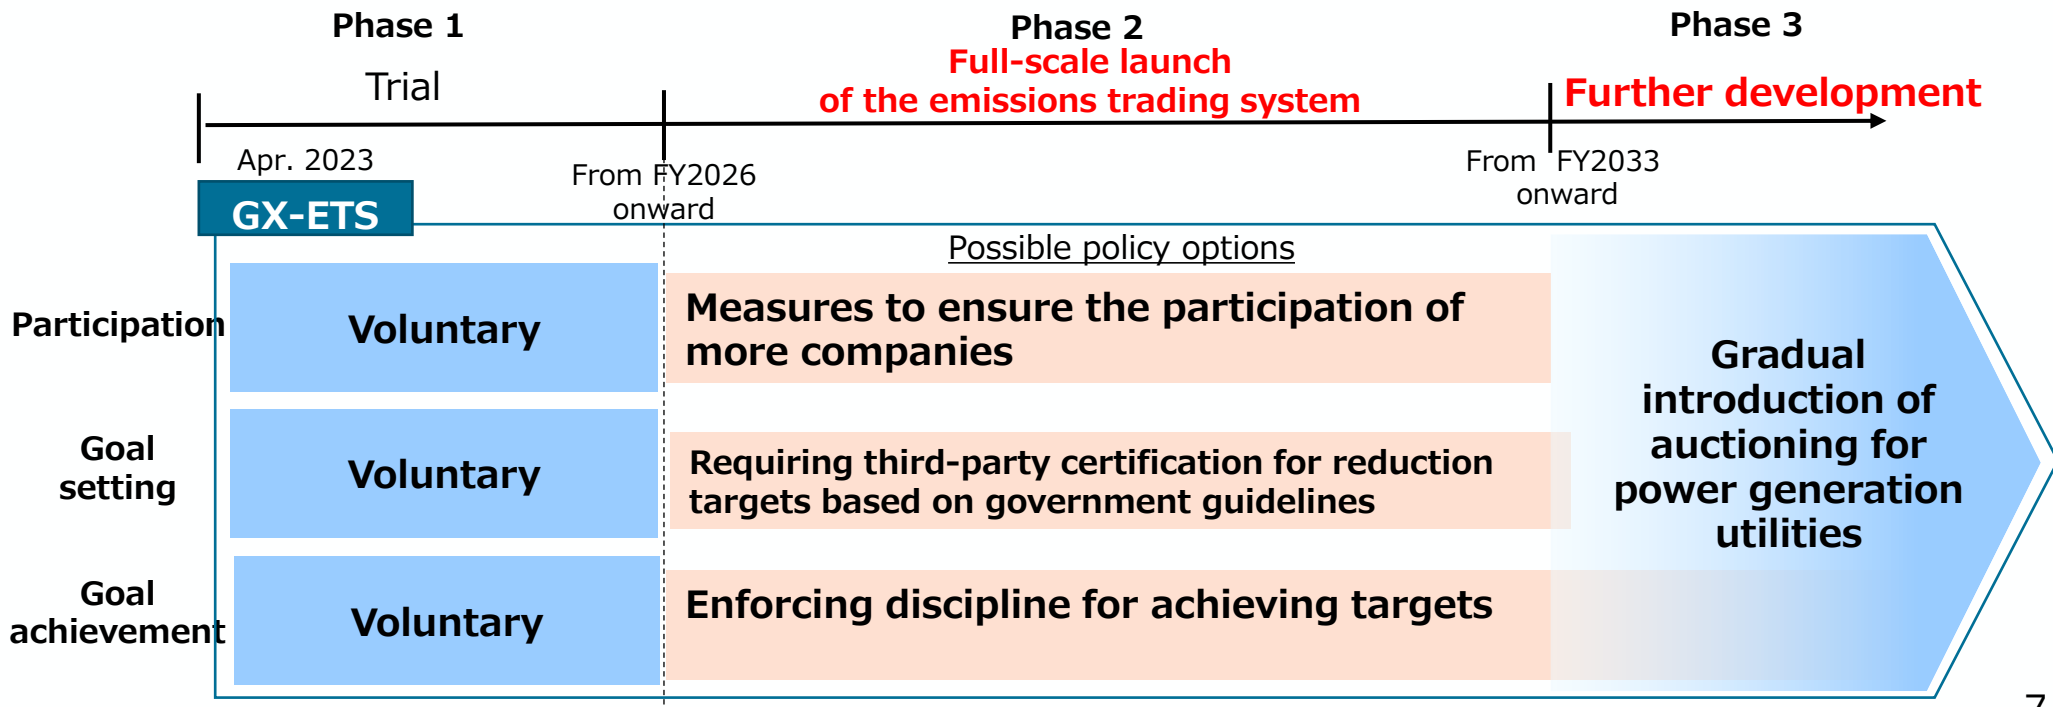 Phase 1
Phase 2
Phase 3
Trial
Full-scale launch
of the emissions trading system
Further development
Apr. 2023
From FY2026
onward
From FY2033
onward
GX-ETS
Possible policy options
Participation
Voluntary
Measures to ensure the participation of
more companies
Goal
setting
Voluntary
Requiring third-party certification for reduction
targets based on government guidelines
Goal
achievement
Voluntary
Enforcing discipline for achieving targets
Gradual
introduction of
auctioning for
power generation
utilities
7